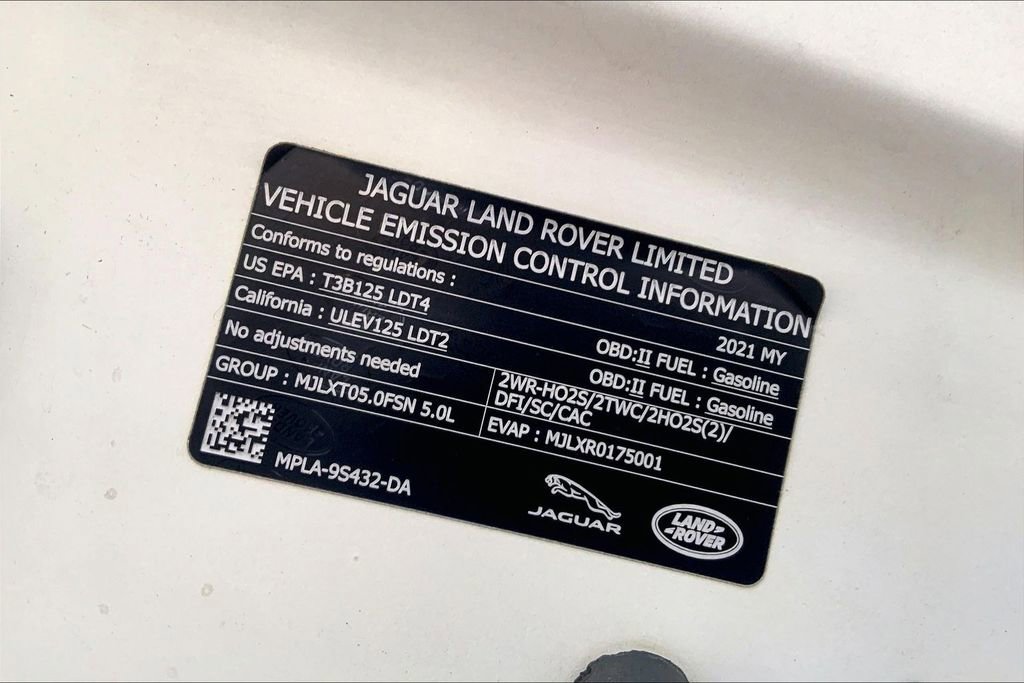 JAGUAR LAND ROVER LIMITED
VEHICLE EMISSION CONTROL INFORMATION
Conforms to regulations : 2021 MY
US EPA : T3B125 LDT4 OBD:II FUEL : Gasoline
California : ULEV125 LDT2 OBD:II FUEL : Gasoline
No adjustments needed 2WR-HO2S/2TWC/2HO2S(2)/
DFI/SC/CAC
GROUP : MJLXT05.0FSN 5.0L EVAP : MJLXR0175001
MPLA-9S432-DA
JAGUAR
LAND
ROVER